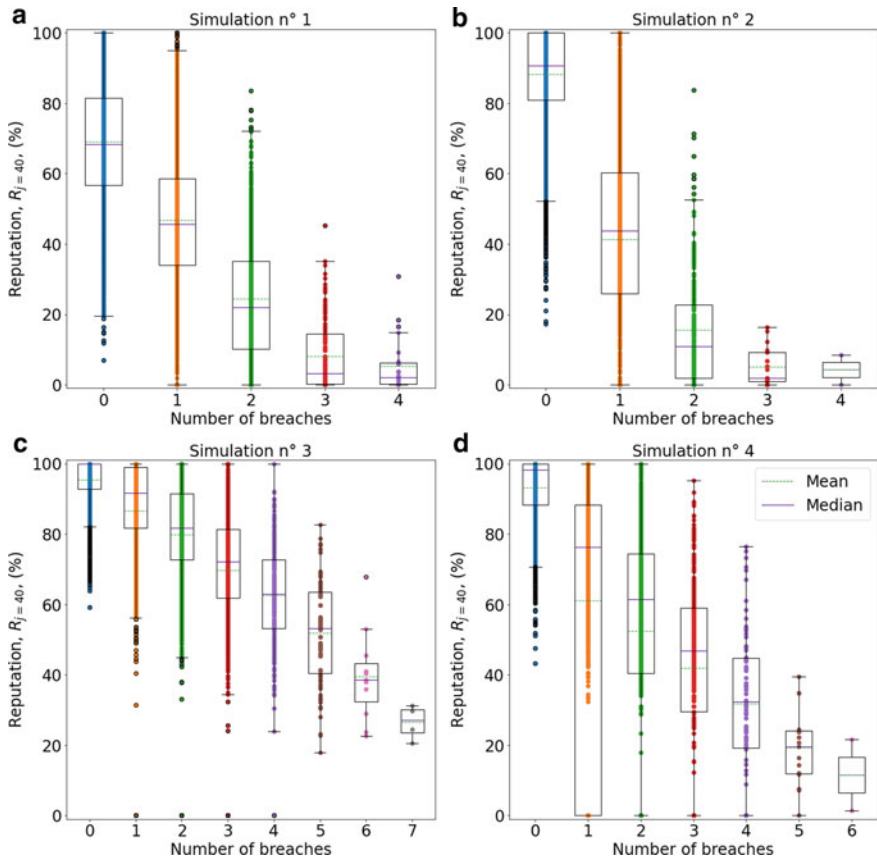 a
Simulation n° 1
Reputation, R_{j=40}, (%)
100
80
60
40
20
0
0 1 2 3 4
Number of breaches
b
Simulation n° 2
Reputation, R_{j=40}, (%)
100
80
60
40
20
0
0 1 2 3 4
Number of breaches
c
Simulation n° 3
Reputation, R_{j=40}, (%)
100
80
60
40
20
0
0 1 2 3 4 5 6 7
Number of breaches
d
Simulation n° 4
Mean
Median
Reputation, R_{j=40}, (%)
100
80
60
40
20
0
0 1 2 3 4 5 6
Number of breaches